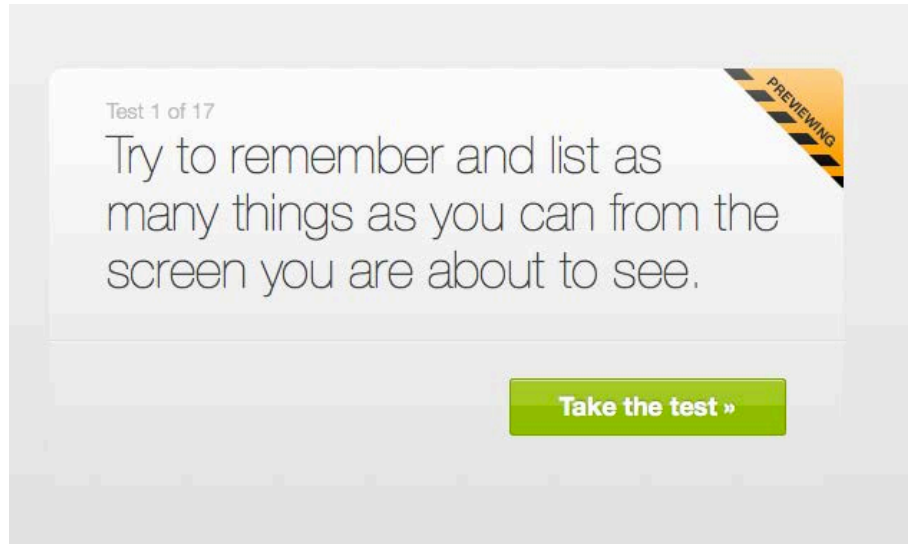 Test 1 of 17
PREVIEWING
Try to remember and list as
many things as you can from the
screen you are about to see.
Take the test »